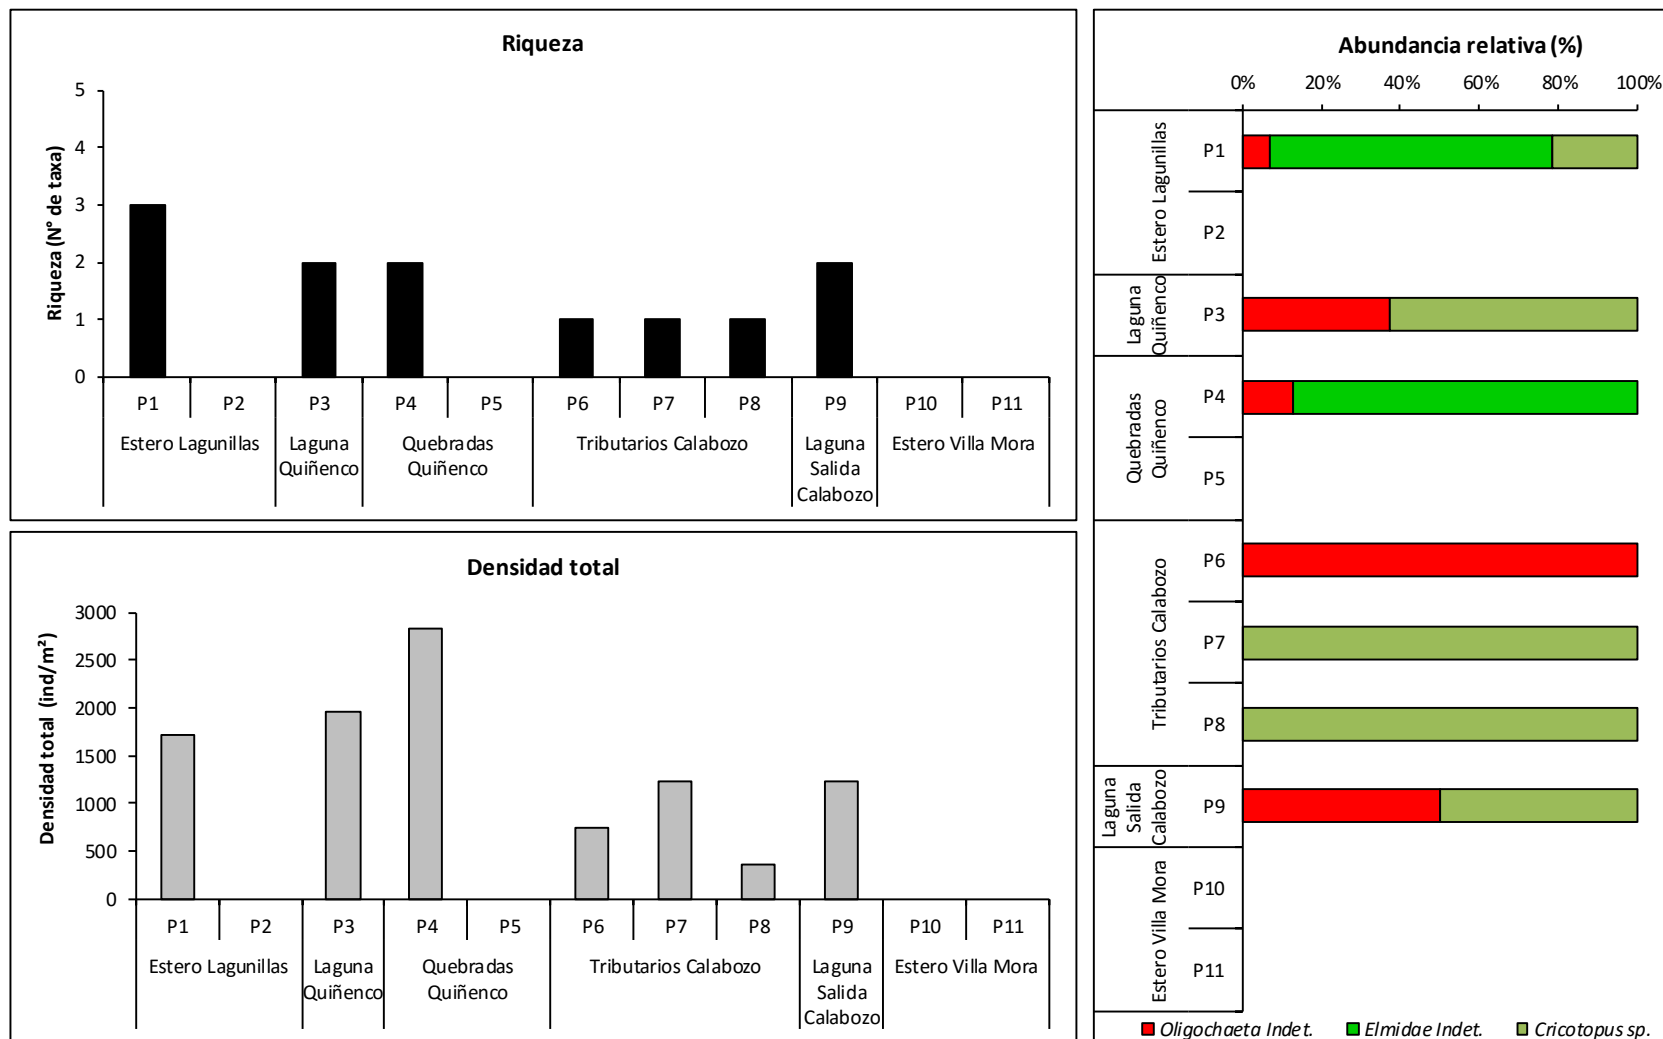 Riqueza
Riqueza (N° de taxa)
5
4
3
2
1
0
P1 P2 P3 P4 P5 P6 P7 P8 P9 P10 P11
Estero Lagunillas
Laguna
Quiñenco
Quebradas
Quiñenco
Tributarios Calabozo
Laguna
Salida
Calabozo
Estero Villa Mora
Densidad total
Densidad total (ind/m²)
3000
2500
2000
1500
1000
500
0
P1 P2 P3 P4 P5 P6 P7 P8 P9 P10 P11
Estero Lagunillas
Laguna
Quiñenco
Quebradas
Quiñenco
Tributarios Calabozo
Laguna
Salida
Calabozo
Estero Villa Mora
Abundancia relativa (%)
0% 20% 40% 60% 80% 100%
Estero Lagunillas
P1
P2
Laguna
Quiñenco
P3
Quebradas
Quiñenco
P4
P5
Tributarios Calabozo
P6
P7
P8
Laguna
Salida
Calabozo
P9
Estero Villa Mora
P10
P11
Oligochaeta Indet. Elmidae Indet. Cricotopus sp.